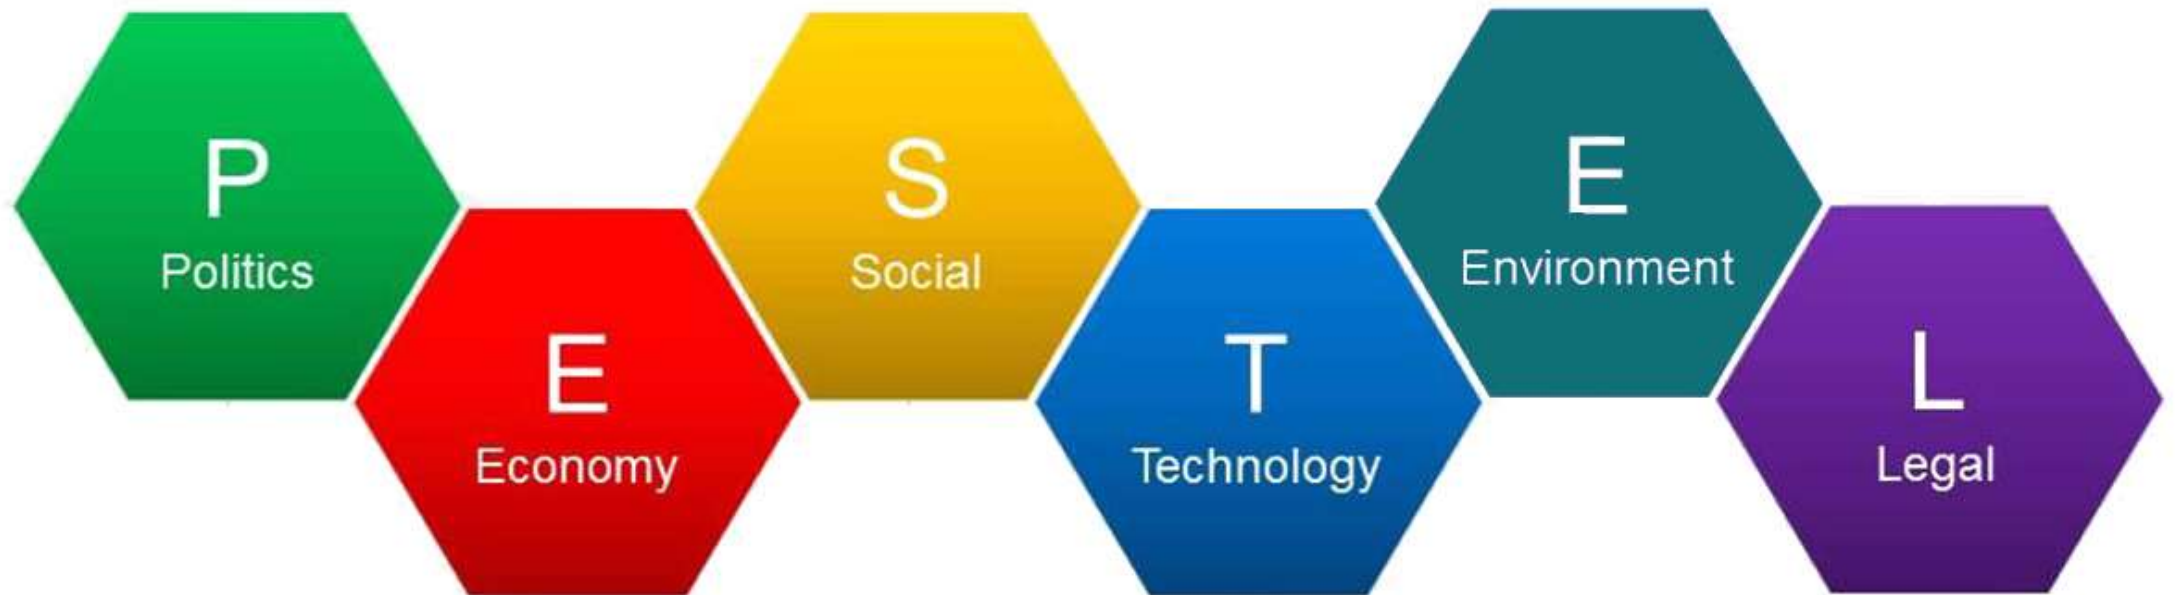 P
Politics
E
Economy
S
Social
T
Technology
E
Environment
L
Legal